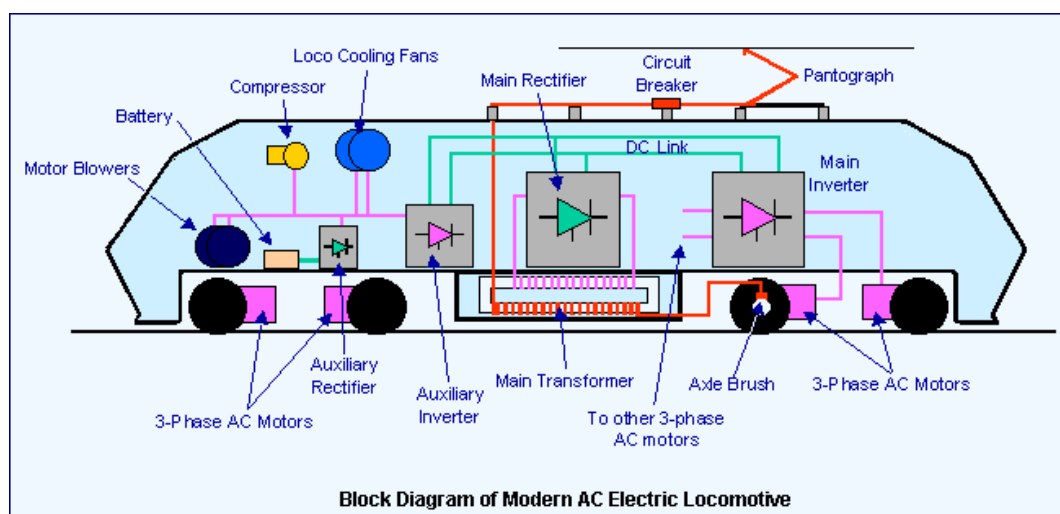 Loco Cooling Fans
Circuit
Breaker
Main Rectifier
Pantograph
Compressor
Battery
DC Link
Main
Inverter
Motor Blowers
Auxiliary
Rectifier
Main Transformer
Axle Brush
3-Phase AC Motors
3-Phase AC Motors
Auxiliary
Inverter
To other 3-phase
AC motors
Block Diagram of Modern AC Electric Locomotive